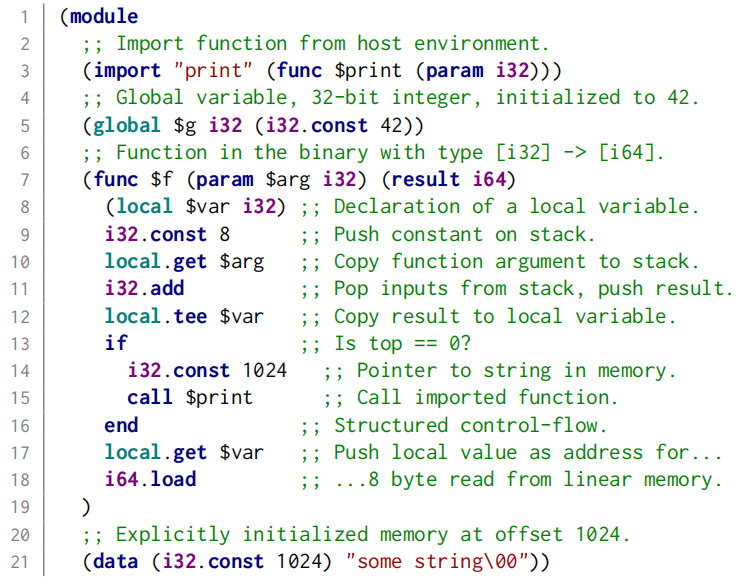 1 (module
2 ;; Import function from host environment.
3 (import "print" (func $print (param i32)))
4 ;; Global variable, 32-bit integer, initialized to 42.
5 (global $g i32 (i32.const 42))
6 ;; Function in the binary with type [i32] -> [i64].
7 (func $f (param $arg i32) (result i64)
8 (local $var i32) ;; Declaration of a local variable.
9 i32.const 8 ;; Push constant on stack.
10 local.get $arg ;; Copy function argument to stack.
11 i32.add ;; Pop inputs from stack, push result.
12 local.tee $var ;; Copy result to local variable.
13 if ;; Is top == 0?
14 i32.const 1024 ;; Pointer to string in memory.
15 call $print ;; Call imported function.
16 end ;; Structured control-flow.
17 local.get $var ;; Push local value as address for...
18 i64.load ;; ...8 byte read from linear memory.
19 )
20 ;; Explicitly initialized memory at offset 1024.
21 (data (i32.const 1024) "some string\00"))